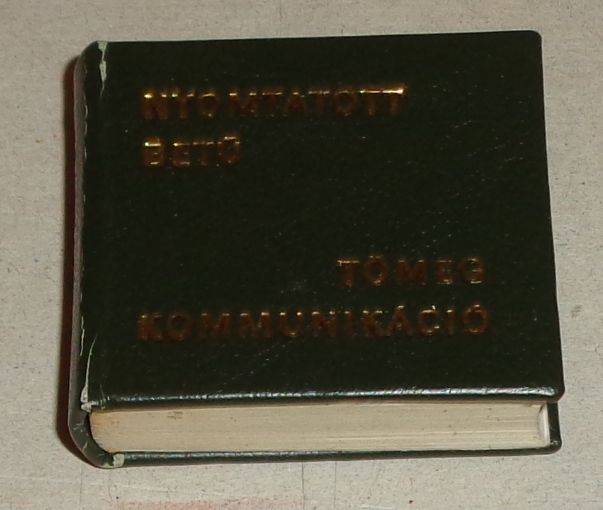 NYOMTATOTT
BETŰ
TÖMEG
KOMMUNIKÁCIÓ